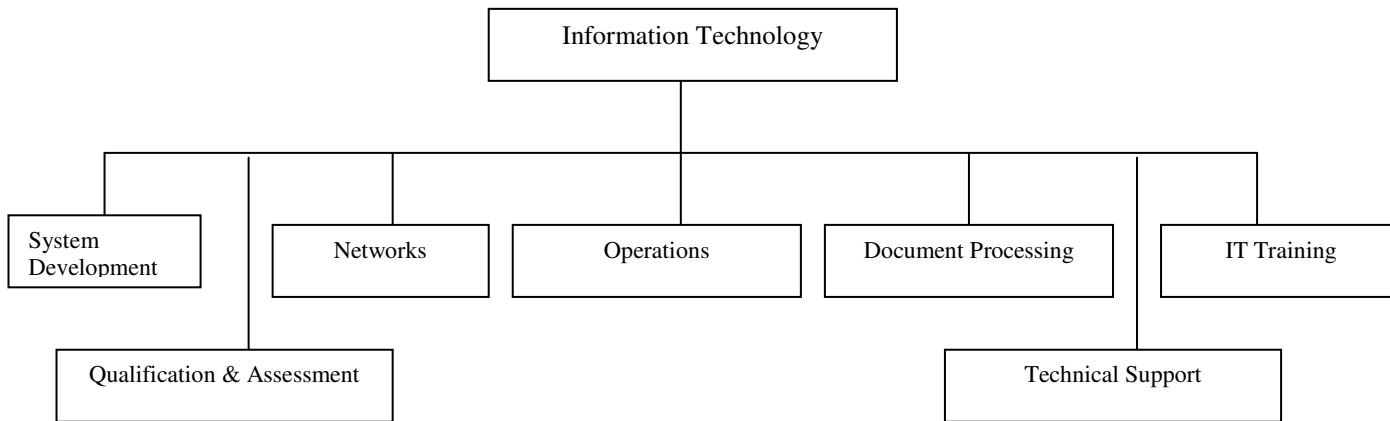 Information Technology
System
Development
Networks
Operations
Document Processing
IT Training
Qualification & Assessment
Technical Support